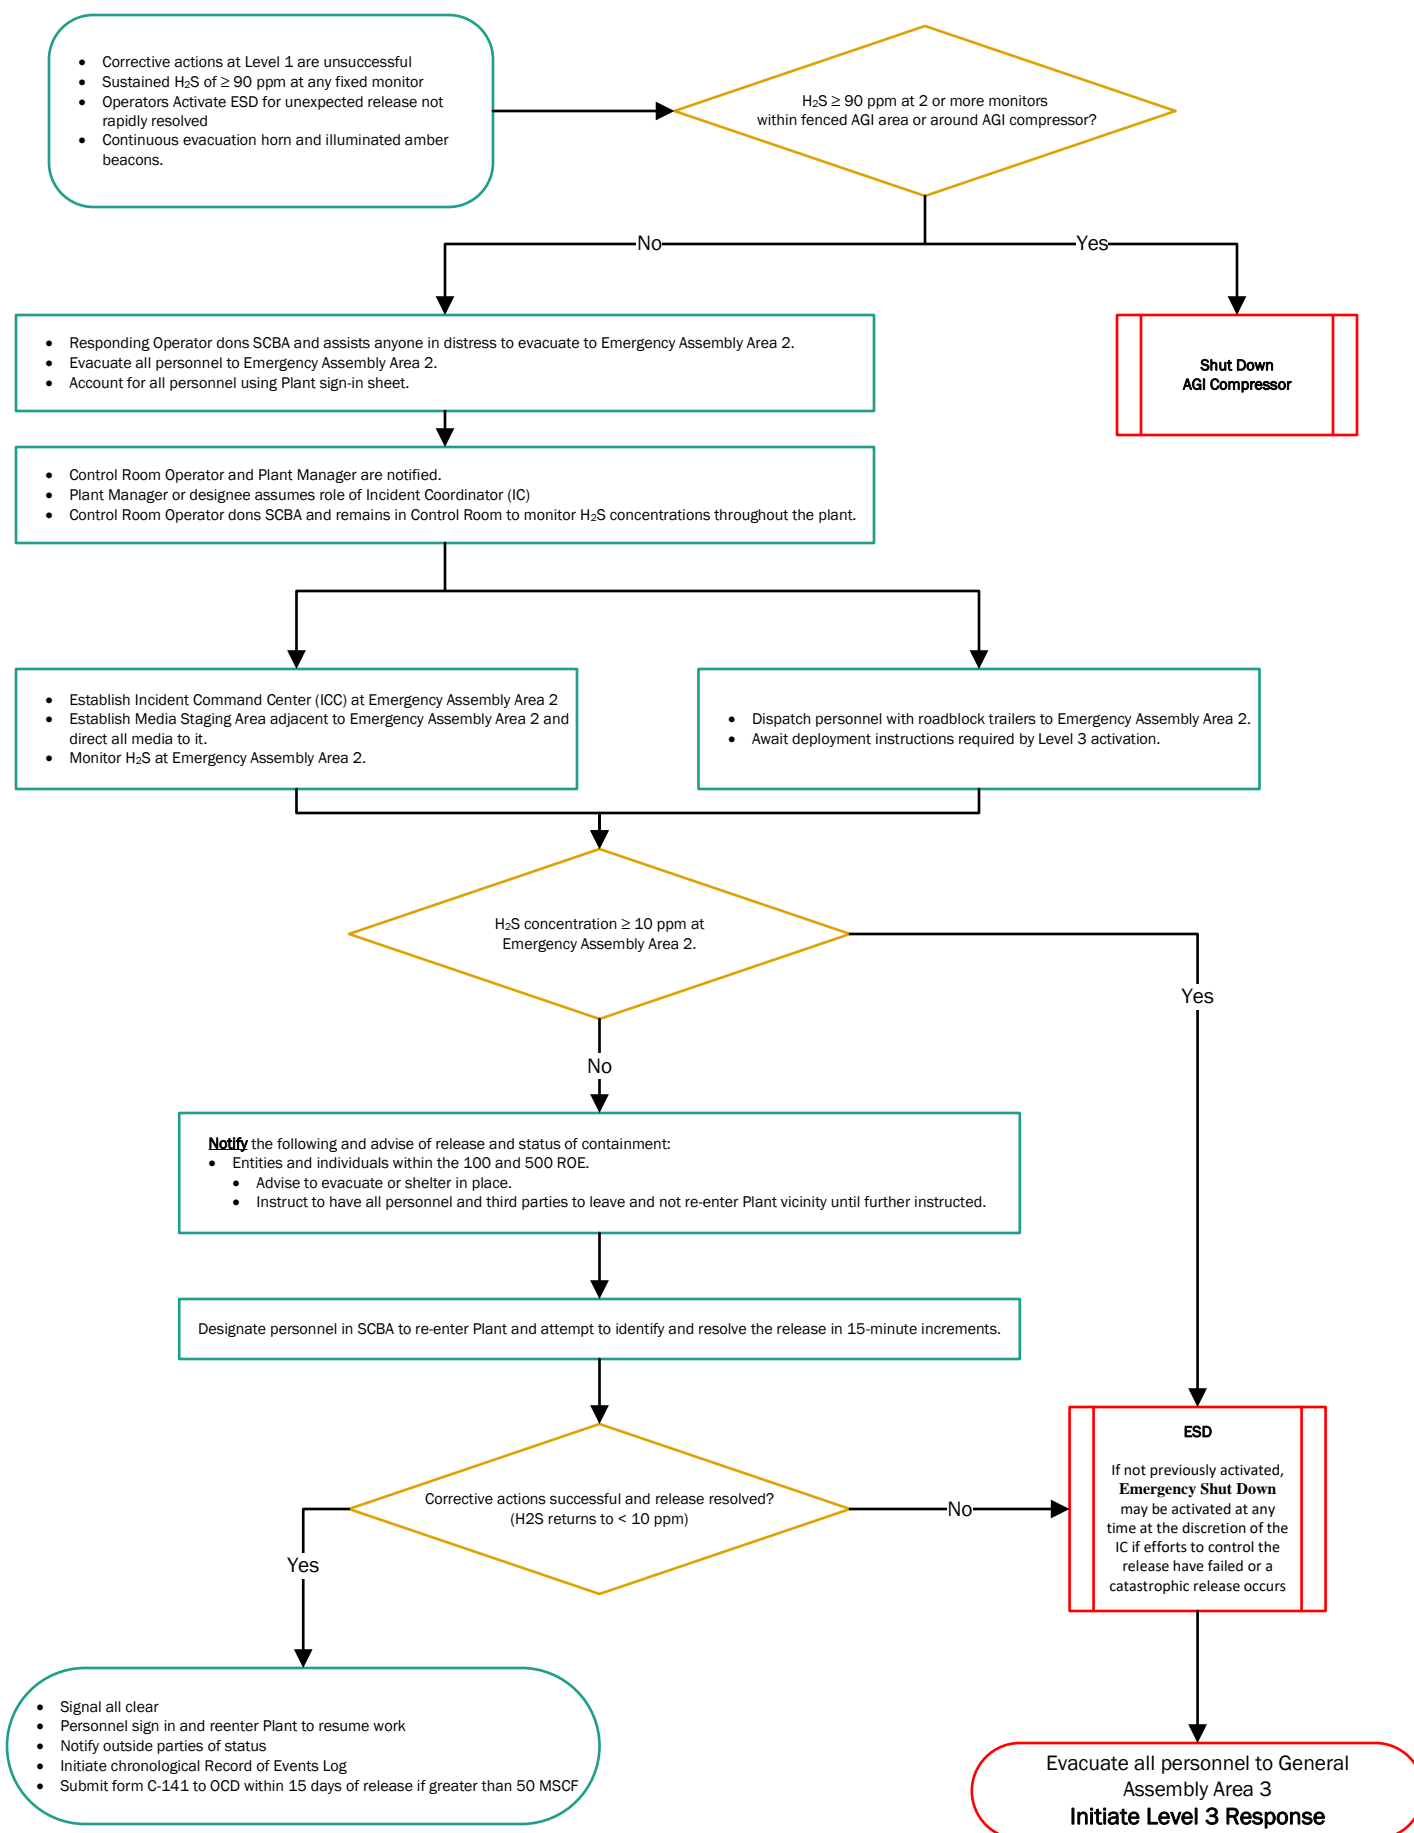 • Corrective actions at Level 1 are unsuccessful
• Sustained H₂S of ≥ 90 ppm at any fixed monitor
• Operators Activate ESD for unexpected release not
rapidly resolved
• Continuous evacuation horn and illuminated amber
beacons.
H₂S ≥ 90 ppm at 2 or more monitors
within fenced AGI area or around AGI compressor?
No
Yes
• Responding Operator dons SCBA and assists anyone in distress to evacuate to Emergency Assembly Area 2.
• Evacuate all personnel to Emergency Assembly Area 2.
• Account for all personnel using Plant sign-in sheet.
Shut Down
AGI Compressor
• Control Room Operator and Plant Manager are notified.
• Plant Manager or designee assumes role of Incident Coordinator (IC)
• Control Room Operator dons SCBA and remains in Control Room to monitor H₂S concentrations throughout the plant.
• Establish Incident Command Center (ICC) at Emergency Assembly Area 2
• Establish Media Staging Area adjacent to Emergency Assembly Area 2 and
direct all media to it.
• Monitor H₂S at Emergency Assembly Area 2.
• Dispatch personnel with roadblock trailers to Emergency Assembly Area 2.
• Await deployment instructions required by Level 3 activation.
H₂S concentration ≥ 10 ppm at
Emergency Assembly Area 2.
Yes
No
Notify the following and advise of release and status of containment:
• Entities and individuals within the 100 and 500 ROE.
• Advise to evacuate or shelter in place.
• Instruct to have all personnel and third parties to leave and not re-enter Plant vicinity until further instructed.
Designate personnel in SCBA to re-enter Plant and attempt to identify and resolve the release in 15-minute increments.
Corrective actions successful and release resolved?
(H2S returns to < 10 ppm)
No
Yes
ESD
If not previously activated,
Emergency Shut Down
may be activated at any
time at the discretion of the
IC if efforts to control the
release have failed or a
catastrophic release occurs
• Signal all clear
• Personnel sign in and reenter Plant to resume work
• Notify outside parties of status
• Initiate chronological Record of Events Log
• Submit form C-141 to OCD within 15 days of release if greater than 50 MSCF
Evacuate all personnel to General
Assembly Area 3
Initiate Level 3 Response